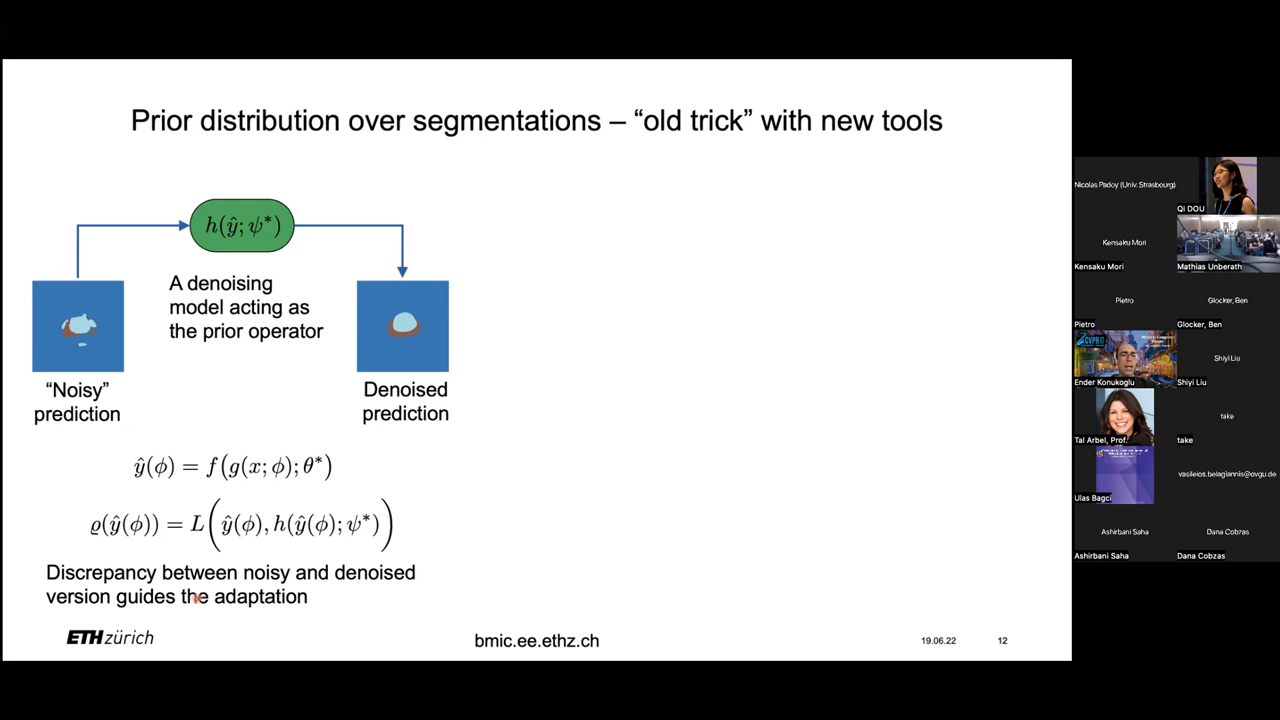 Prior distribution over segmentations – “old trick” with new tools
h(ŷ; ψ*)
A denoising
model acting as
the prior operator
“Noisy”
prediction
Denoised
prediction
ŷ(ϕ) = f(g(x; ϕ); θ*)
ϱ(ŷ(ϕ)) = L(ŷ(ϕ), h(ŷ(ϕ); ψ*))
Discrepancy between noisy and denoised
version guides the adaptation
ETH zürich
bmic.ee.ethz.ch
19.06.22
12
Nicolas Padoy (Univ. Strasbourg)
Qi DOU
Kensaku Mori
Kensaku Mori
Mathias Unberath
Pietro
Pietro
Glocker, Ben
Glocker, Ben
CVPR
Ender Konukoglu
Shiyi Liu
Shiyi Liu
Tal Arbel, Prof.
take
take
Ulas Bagci
vasileios.belagiannis@ovgu.de
Ashirbani Saha
Ashirbani Saha
Dana Cobzas
Dana Cobzas